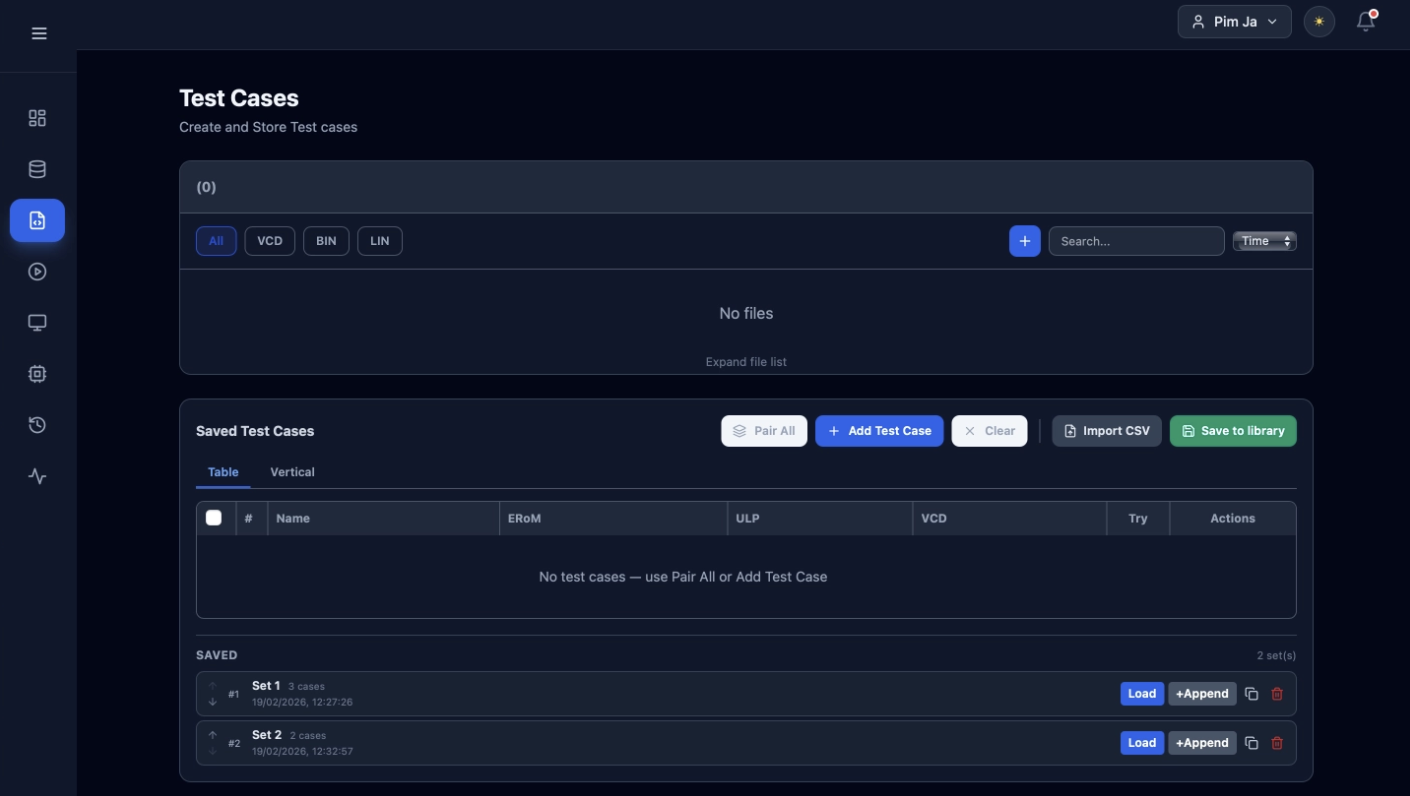 Pim Ja
Test Cases
Create and Store Test cases
(0)
All VCD BIN LIN + Search... Time
No files
Expand file list
Saved Test Cases Pair All + Add Test Case × Clear Import CSV Save to library
Table Vertical
# Name ERoM ULP VCD Try Actions
No test cases — use Pair All or Add Test Case
SAVED 2 set(s)
#1 Set 1 3 cases Load +Append
19/02/2026, 12:27:26
#2 Set 2 2 cases Load +Append
19/02/2026, 12:32:57